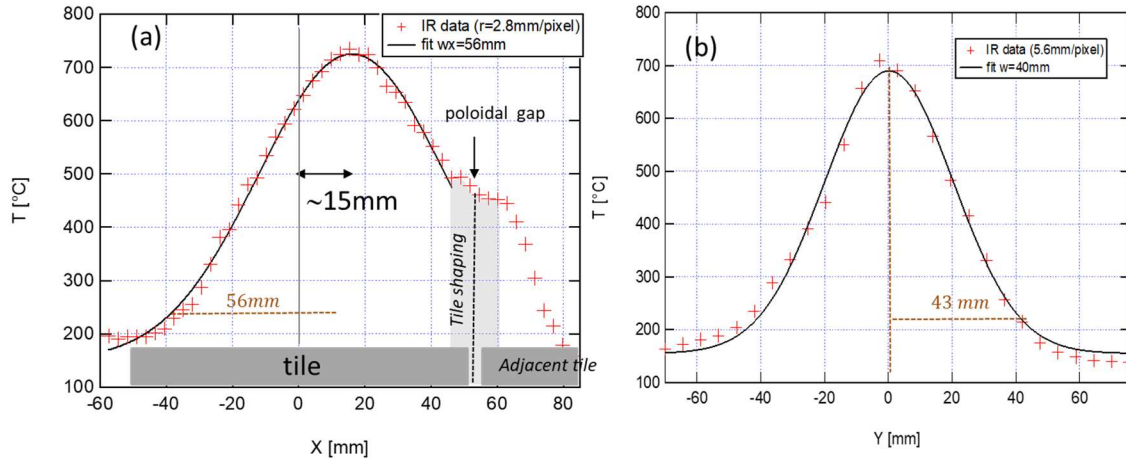 (a)
IR data (r=2.8mm/pixel)
fit wx=56mm
T [°C]
800
700
600
500
400
300
200
100
poloidal gap
~15mm
Tile shaping
56mm
tile
Adjacent tile
-60
-40
-20
0
20
40
60
80
X [mm]
(b)
IR data (5.6mm/pixel)
fit w=40mm
T [°C]
800
700
600
500
400
300
200
100
43 mm
-60
-40
-20
0
20
40
60
Y [mm]